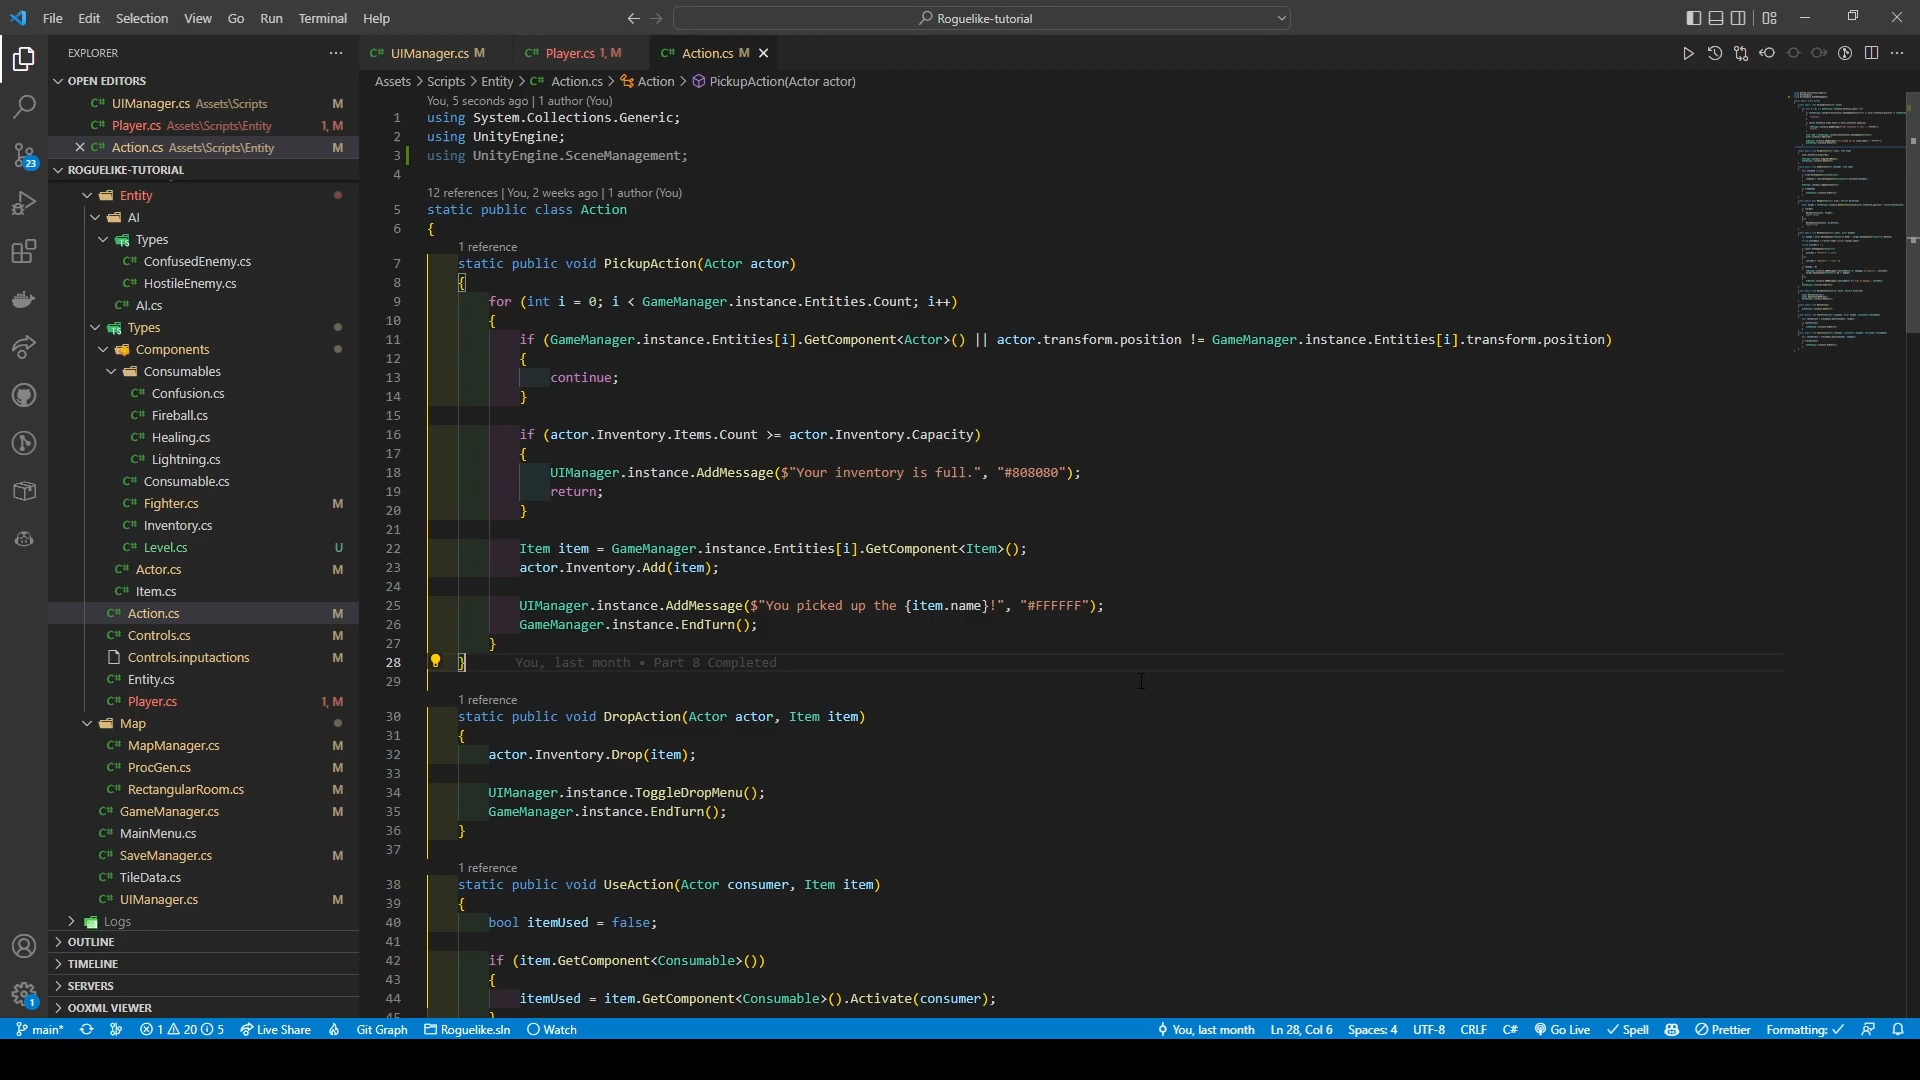 File Edit Selection View Go Run Terminal Help
Roguelike-tutorial
EXPLORER
OPEN EDITORS
UIManager.cs Assets\Scripts M
Player.cs Assets\Scripts\Entity 1, M
Action.cs Assets\Scripts\Entity M
ROGUELIKE-TUTORIAL
Entity
AI
Types
ConfusedEnemy.cs
HostileEnemy.cs
AI.cs
Types
Components
Consumables
Confusion.cs
Fireball.cs
Healing.cs
Lightning.cs
Consumable.cs
Fighter.cs M
Inventory.cs
Level.cs U
Actor.cs M
Item.cs
Action.cs M
Controls.cs M
Controls.inputactions M
Entity.cs
Player.cs 1, M
Map
MapManager.cs M
ProcGen.cs M
RectangularRoom.cs M
GameManager.cs M
MainMenu.cs
SaveManager.cs M
TileData.cs
UIManager.cs M
Logs
OUTLINE
TIMELINE
SERVERS
OOXML VIEWER
23
1
UIManager.cs M Player.cs 1, M Action.cs M
Assets > Scripts > Entity > Action.cs > Action > PickupAction(Actor actor)
You, 5 seconds ago | 1 author (You)
1 using System.Collections.Generic;
2 using UnityEngine;
3 using UnityEngine.SceneManagement;
4
12 references | You, 2 weeks ago | 1 author (You)
5 static public class Action
6 {
1 reference
7 static public void PickupAction(Actor actor)
8 {
9 for (int i = 0; i < GameManager.instance.Entities.Count; i++)
10 {
11 if (GameManager.instance.Entities[i].GetComponent<Actor>() || actor.transform.position != GameManager.instance.Entities[i].transform.position)
12 {
13 continue;
14 }
15
16 if (actor.Inventory.Items.Count >= actor.Inventory.Capacity)
17 {
18 UIManager.instance.AddMessage($"Your inventory is full.", "#808080");
19 return;
20 }
21
22 Item item = GameManager.instance.Entities[i].GetComponent<Item>();
23 actor.Inventory.Add(item);
24
25 UIManager.instance.AddMessage($"You picked up the {item.name}!", "#FFFFFF");
26 GameManager.instance.EndTurn();
27 }
28 } You, last month • Part 8 Completed
29
1 reference
30 static public void DropAction(Actor actor, Item item)
31 {
32 actor.Inventory.Drop(item);
33
34 UIManager.instance.ToggleDropMenu();
35 GameManager.instance.EndTurn();
36 }
37
1 reference
38 static public void UseAction(Actor consumer, Item item)
39 {
40 bool itemUsed = false;
41
42 if (item.GetComponent<Consumable>())
43 {
44 itemUsed = item.GetComponent<Consumable>().Activate(consumer);
45 }
main* 1 20 5 Live Share Git Graph Roguelike.sln Watch You, last month Ln 28, Col 6 Spaces: 4 UTF-8 CRLF C# Go Live Spell Prettier Formatting: